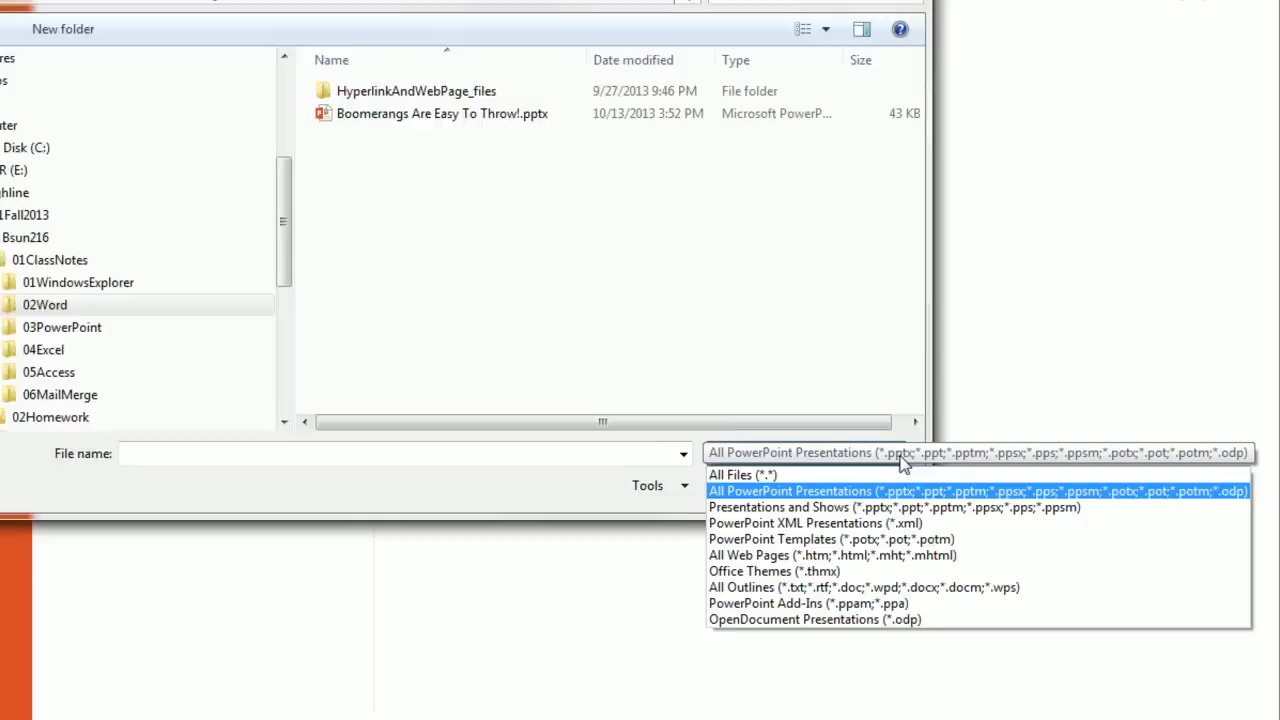 New folder
res
Name Date modified Type Size
os
HyperlinkAndWebPage_files 9/27/2013 9:46 PM File folder
Boomerangs Are Easy To Throw!.pptx 10/13/2013 3:52 PM Microsoft PowerP... 43 KB
uter
Disk (C:)
R (E:)
ghline
1Fall2013
Bsun216
01ClassNotes
01WindowsExplorer
02Word
03PowerPoint
04Excel
05Access
06MailMerge
02Homework
File name:
All PowerPoint Presentations (*.pptx;*.ppt;*.pptm;*.ppsx;*.pps;*.ppsm;*.potx;*.pot;*.potm;*.odp)
Tools
All Files (*.*)
All PowerPoint Presentations (*.pptx;*.ppt;*.pptm;*.ppsx;*.pps;*.ppsm;*.potx;*.pot;*.potm;*.odp)
Presentations and Shows (*.pptx;*.ppt;*.pptm;*.ppsx;*.pps;*.ppsm)
PowerPoint XML Presentations (*.xml)
PowerPoint Templates (*.potx;*.pot;*.potm)
All Web Pages (*.htm;*.html;*.mht;*.mhtml)
Office Themes (*.thmx)
All Outlines (*.txt;*.rtf;*.doc;*.wpd;*.docx;*.docm;*.wps)
PowerPoint Add-Ins (*.ppam;*.ppa)
OpenDocument Presentations (*.odp)